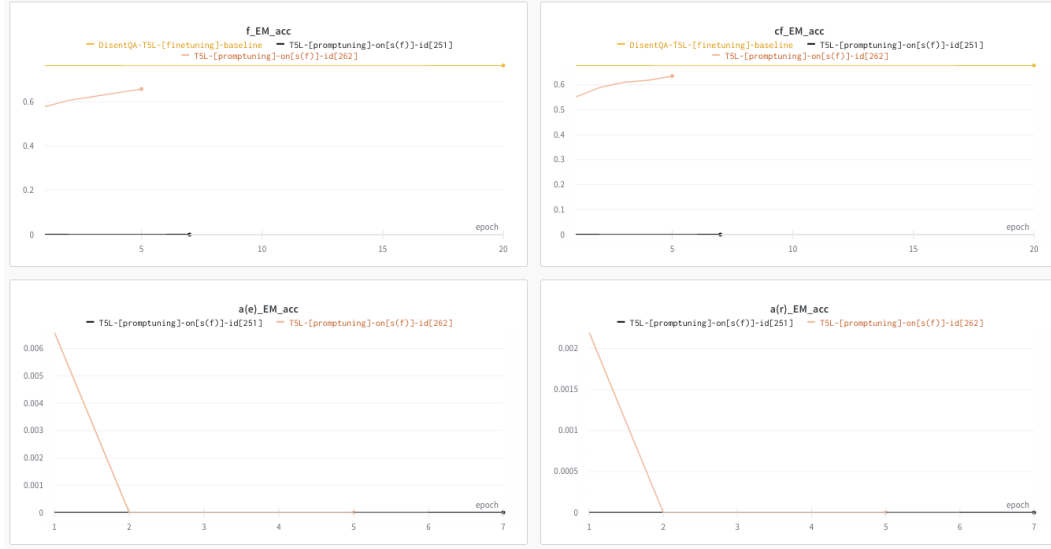 f_EM_acc
DisentQA-T5L-[finetuning]-baseline T5L-[promptuning]-on[s(f)]-id[251]
T5L-[promptuning]-on[s(f)]-id[262]
0.6
0.4
0.2
0
epoch
5 10 15 20
cf_EM_acc
DisentQA-T5L-[finetuning]-baseline T5L-[promptuning]-on[s(f)]-id[251]
T5L-[promptuning]-on[s(f)]-id[262]
0.6
0.5
0.4
0.3
0.2
0.1
0
epoch
5 10 15 20
a(e)_EM_acc
T5L-[promptuning]-on[s(f)]-id[251] T5L-[promptuning]-on[s(f)]-id[262]
0.006
0.005
0.004
0.003
0.002
0.001
0
epoch
1 2 3 4 5 6 7
a(r)_EM_acc
T5L-[promptuning]-on[s(f)]-id[251] T5L-[promptuning]-on[s(f)]-id[262]
0.002
0.0015
0.001
0.0005
0
epoch
1 2 3 4 5 6 7